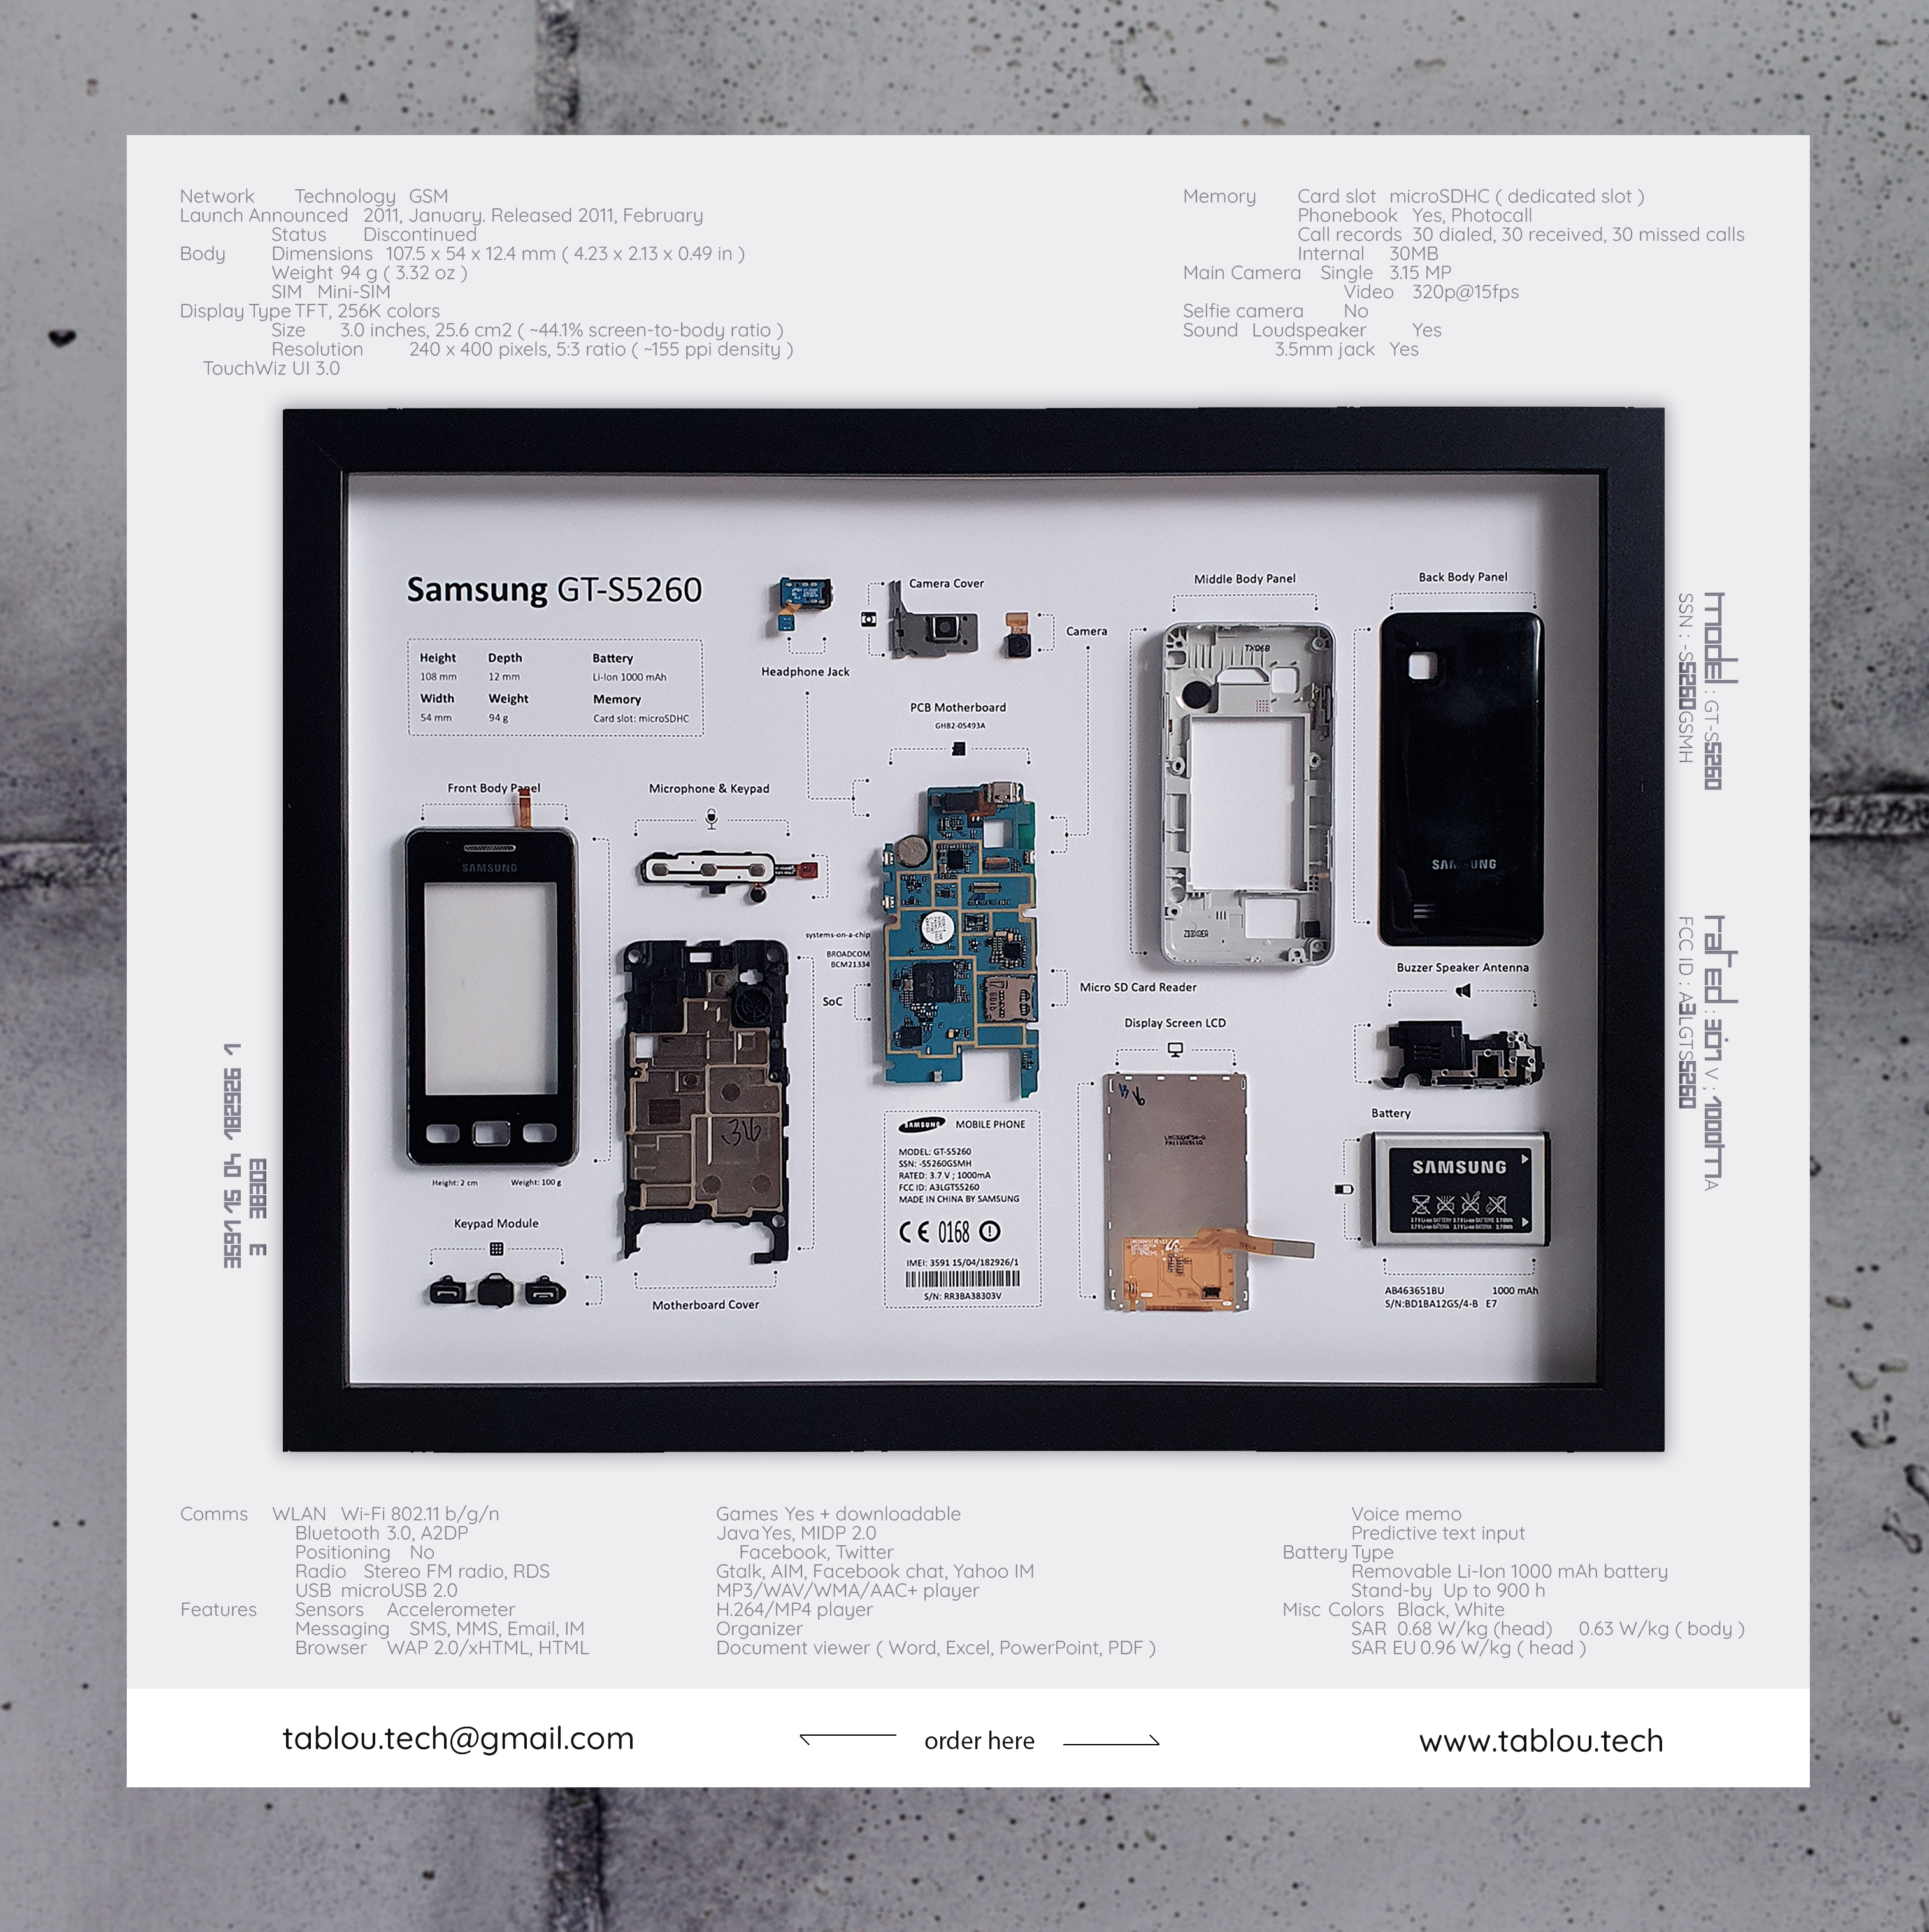 Network Technology GSM
Launch Announced 2011, January. Released 2011, February
Status Discontinued
Body Dimensions 107.5 x 54 x 12.4 mm ( 4.23 x 2.13 x 0.49 in )
Weight 94 g ( 3.32 oz )
SIM Mini-SIM
Display Type TFT, 256K colors
Size 3.0 inches, 25.6 cm2 ( ~44.1% screen-to-body ratio )
Resolution 240 x 400 pixels, 5:3 ratio ( ~155 ppi density )
TouchWiz UI 3.0
Memory Card slot microSDHC ( dedicated slot )
Phonebook Yes, Photocall
Call records 30 dialed, 30 received, 30 missed calls
Internal 30MB
Main Camera Single 3.15 MP
Video 320p@15fps
Selfie camera No
Sound Loudspeaker Yes
3.5mm jack Yes
Samsung GT-S5260
Height Depth Battery
108 mm 12 mm Li-Ion 1000 mAh
Width Weight Memory
54 mm 94 g Card slot: microSDHC
Headphone Jack
Camera Cover
Camera
Middle Body Panel
TX06B
Back Body Panel
SAMSUNG
PCB Motherboard
GH82-05493A
Front Body Panel
SAMSUNG
Height: 2 cm Weight: 100 g
Microphone & Keypad
systems-on-a-chip
BROADCOM
BCM21334
SoC
Micro SD Card Reader
Display Screen LCD
Buzzer Speaker Antenna
Battery
SAMSUNG
AB463651BU 1000 mAh
S/N:BD1BA12GS/4-B E7
Keypad Module
316
Motherboard Cover
SAMSUNG MOBILE PHONE
MODEL: GT-S5260
SSN: -S5260GSMH
RATED: 3.7 V ; 1000mA
FCC ID: A3LGTS5260
MADE IN CHINA BY SAMSUNG
CE 0168
IMEI: 3591 15/04/182926/1
S/N: RR3BA38303V
model : GT-S5260
SSN : -S5260GSMH
FCC ID : A3LGTS5260
3591 15 04 182926 1
Comms WLAN Wi-Fi 802.11 b/g/n
Bluetooth 3.0, A2DP
Positioning No
Radio Stereo FM radio, RDS
USB microUSB 2.0
Features Sensors Accelerometer
Messaging SMS, MMS, Email, IM
Browser WAP 2.0/xHTML, HTML
Games Yes + downloadable
Java Yes, MIDP 2.0
Facebook, Twitter
Gtalk, AIM, Facebook chat, Yahoo IM
MP3/WAV/WMA/AAC+ player
H.264/MP4 player
Organizer
Document viewer ( Word, Excel, PowerPoint, PDF )
Voice memo
Predictive text input
Battery Type
Removable Li-Ion 1000 mAh battery
Stand-by Up to 900 h
Misc Colors Black, White
SAR 0.68 W/kg (head) 0.63 W/kg ( body )
SAR EU 0.96 W/kg ( head )
tablou.tech@gmail.com
order here
www.tablou.tech